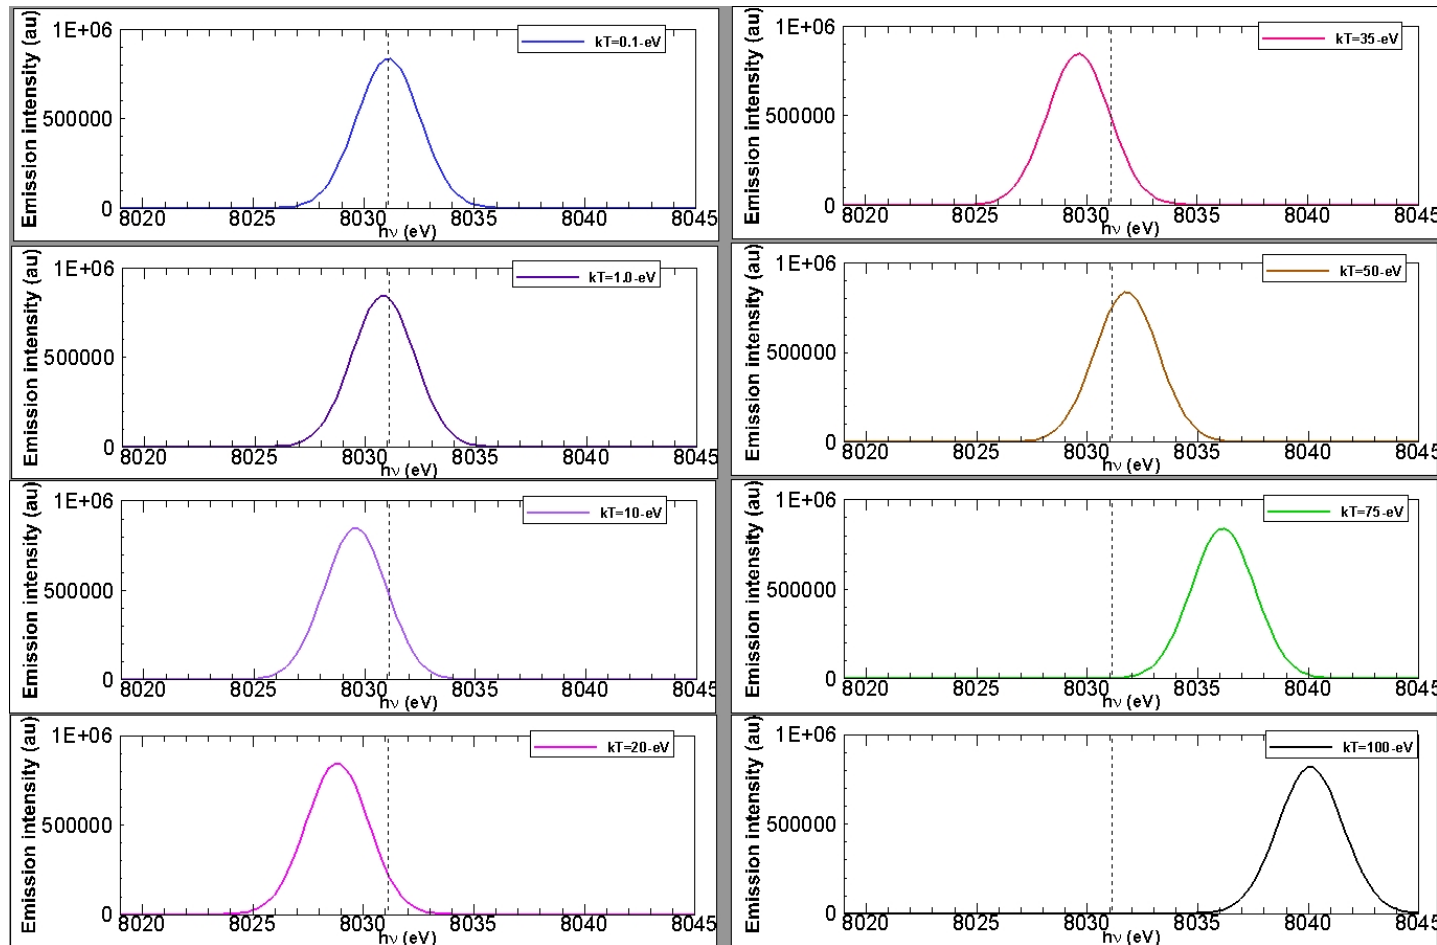 Emission intensity (au)
1E+06
500000
0
kT=0.1-eV
8020 8025 8031 8035 8040 8045
hν (eV)
Emission intensity (au)
1E+06
500000
0
kT=1.0-eV
8020 8025 8030 8035 8040 8045
hν (eV)
Emission intensity (au)
1E+06
500000
0
kT=10-eV
8020 8025 8030 8035 8040 8045
hν (eV)
Emission intensity (au)
1E+06
500000
0
kT=20-eV
8020 8025 8030 8035 8040 8045
hν (eV)
Emission intensity (au)
1E+06
500000
0
kT=35-eV
8020 8025 8030 8035 8040 8045
hν (eV)
Emission intensity (au)
1E+06
500000
0
kT=50-eV
8020 8025 8030 8035 8040 8045
hν (eV)
Emission intensity (au)
1E+06
500000
0
kT=75-eV
8020 8025 8030 8035 8040 8045
hν (eV)
Emission intensity (au)
1E+06
500000
0
kT=100-eV
8020 8025 8030 8035 8040 8045
hν (eV)